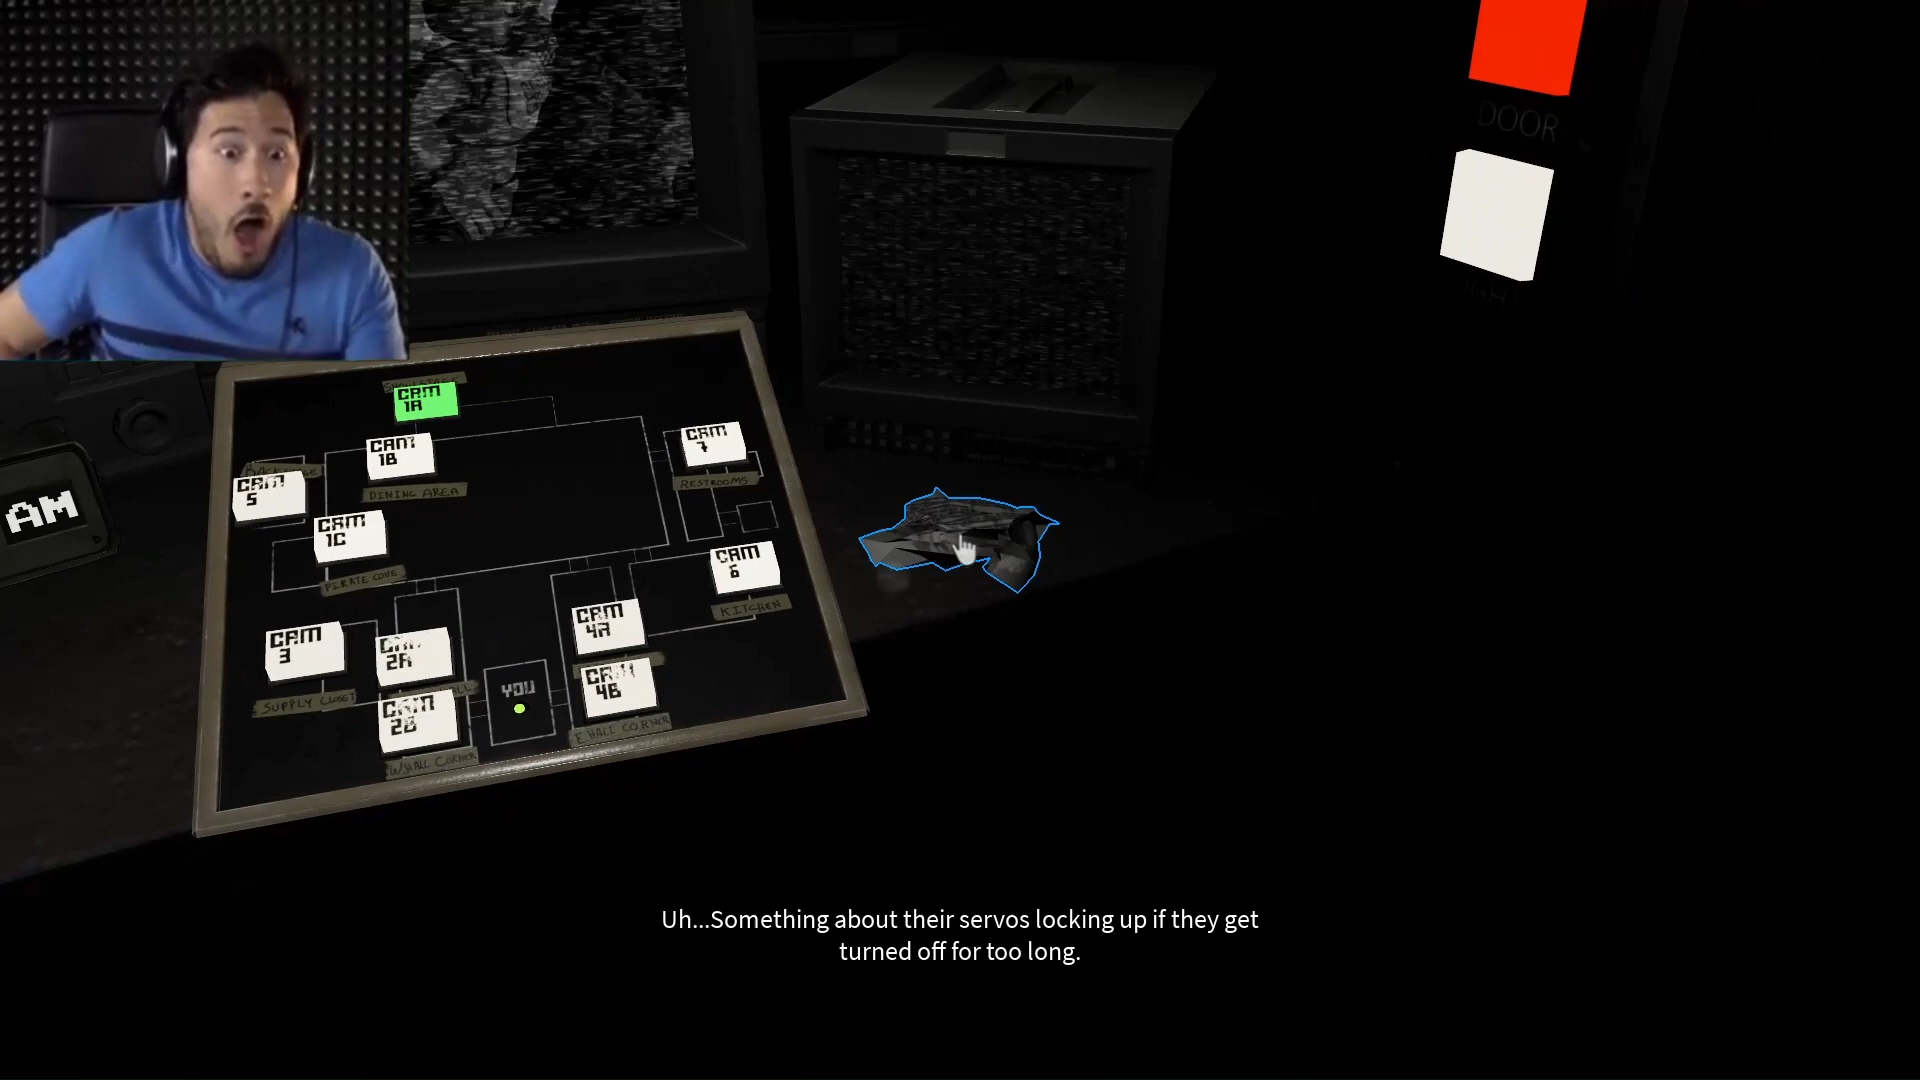 DOOR
CAM
1A
CAM
1B
DINING AREA
CAM
7
RESTROOMS
CAM
5
AM
CAM
1C
PIRATE COVE
CAM
6
KITCHEN
CAM
4A
CAM
3
CAM
2A
SUPPLY CLOSET
YOU
CAM
4B
E HALL CORNER
CAM
2B
W HALL CORNER
Uh...Something about their servos locking up if they get
turned off for too long.